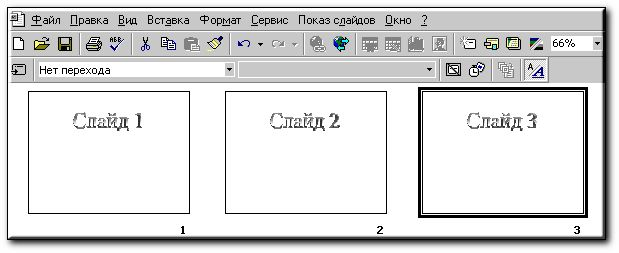 Файл Правка Вид Вставка Формат Сервис Показ слайдов Окно ?
ABC 66%
Нет перехода
Слайд 1 Слайд 2 Слайд 3
1 2 3